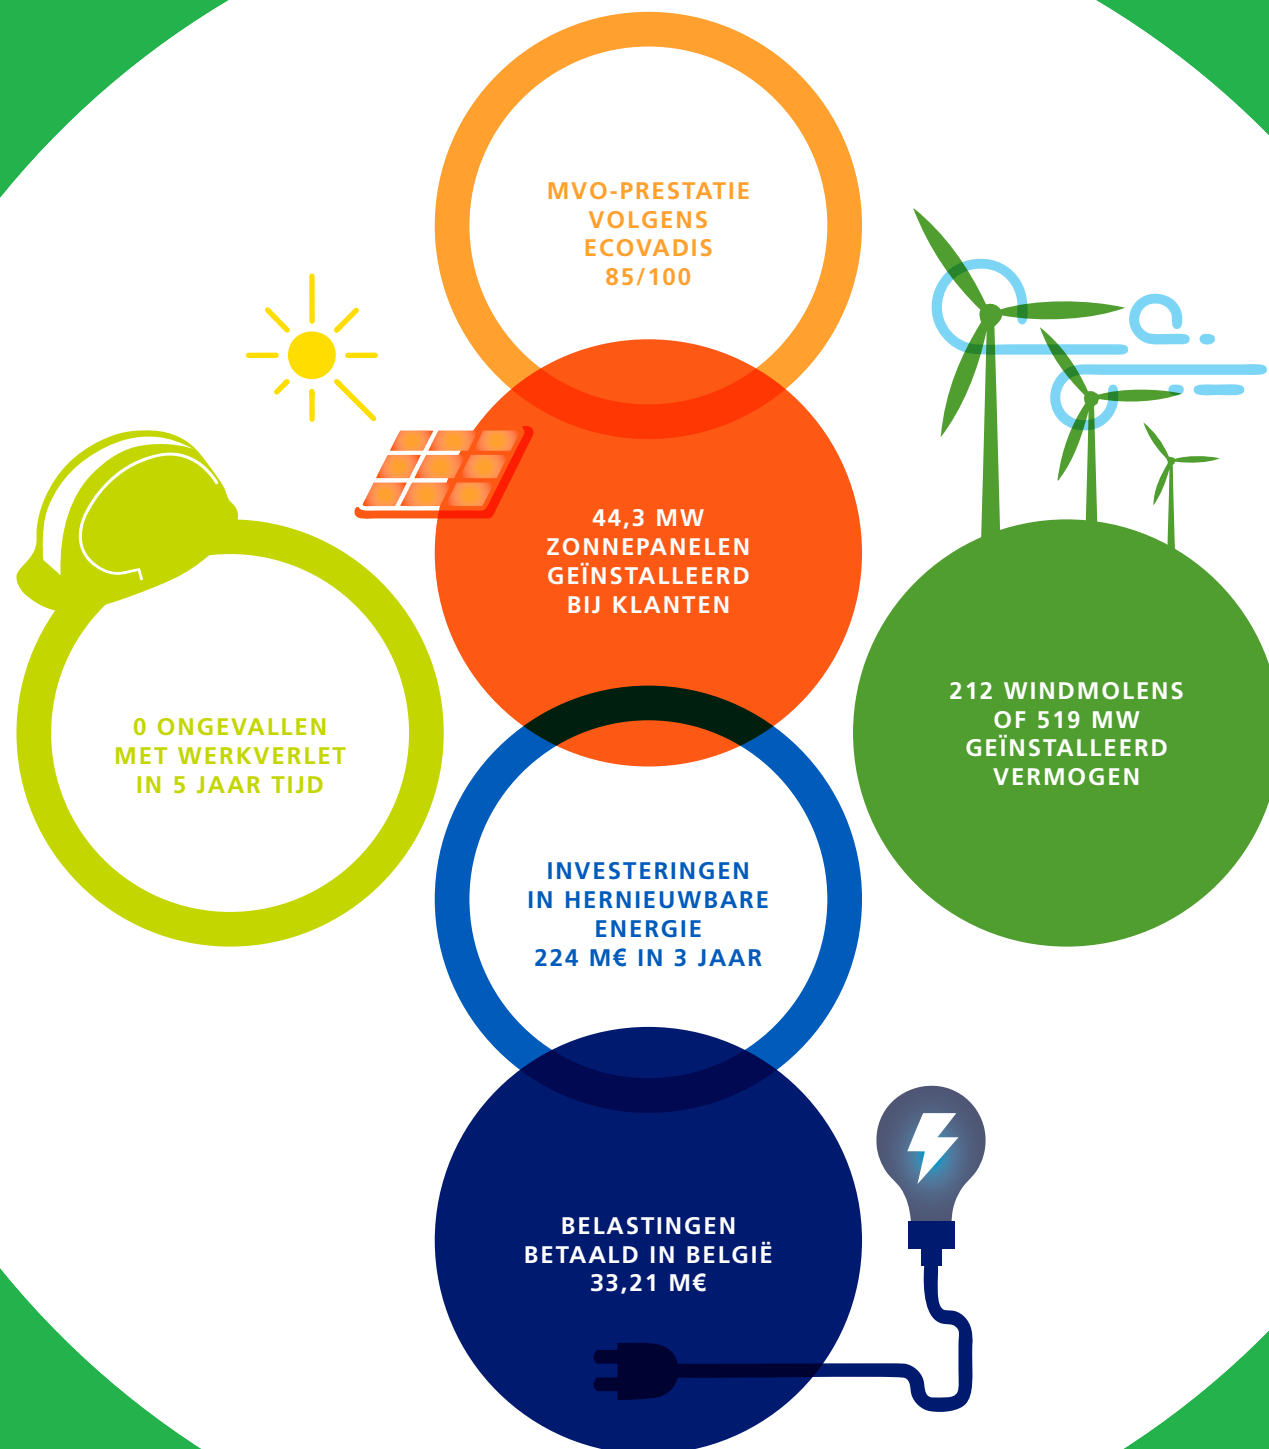 MVO-PRESTATIE
VOLGENS
ECOVADIS
85/100
44,3 MW
ZONNEPANELEN
GEÏNSTALLEERD
BIJ KLANTEN
0 ONGEVALLEN
MET WERKVERLET
IN 5 JAAR TIJD
212 WINDMOLENS
OF 519 MW
GEÏNSTALLEERD
VERMOGEN
INVESTERINGEN
IN HERNIEUWBARE
ENERGIE
224 M€ IN 3 JAAR
BELASTINGEN
BETAALD IN BELGIË
33,21 M€